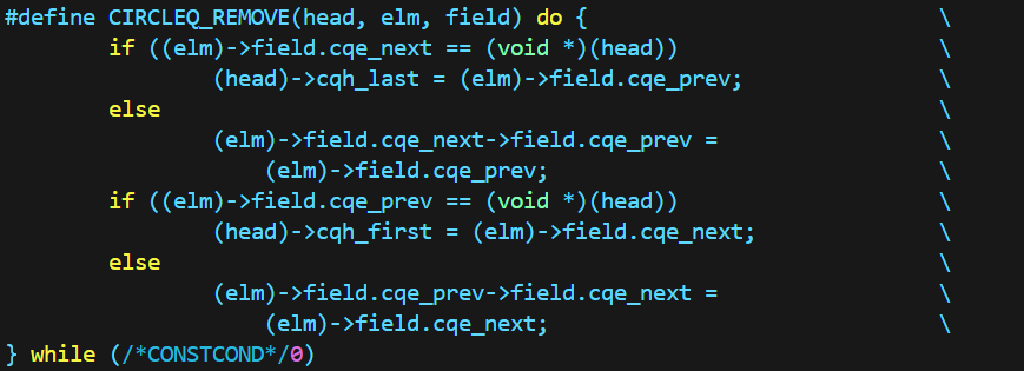 #define CIRCLEQ_REMOVE(head, elm, field) do { \
        if ((elm)->field.cqe_next == (void *)(head)) \
                (head)->cqh_last = (elm)->field.cqe_prev; \
        else \
                (elm)->field.cqe_next->field.cqe_prev = \
                    (elm)->field.cqe_prev; \
        if ((elm)->field.cqe_prev == (void *)(head)) \
                (head)->cqh_first = (elm)->field.cqe_next; \
        else \
                (elm)->field.cqe_prev->field.cqe_next = \
                    (elm)->field.cqe_next; \
} while (/*CONSTCOND*/0)